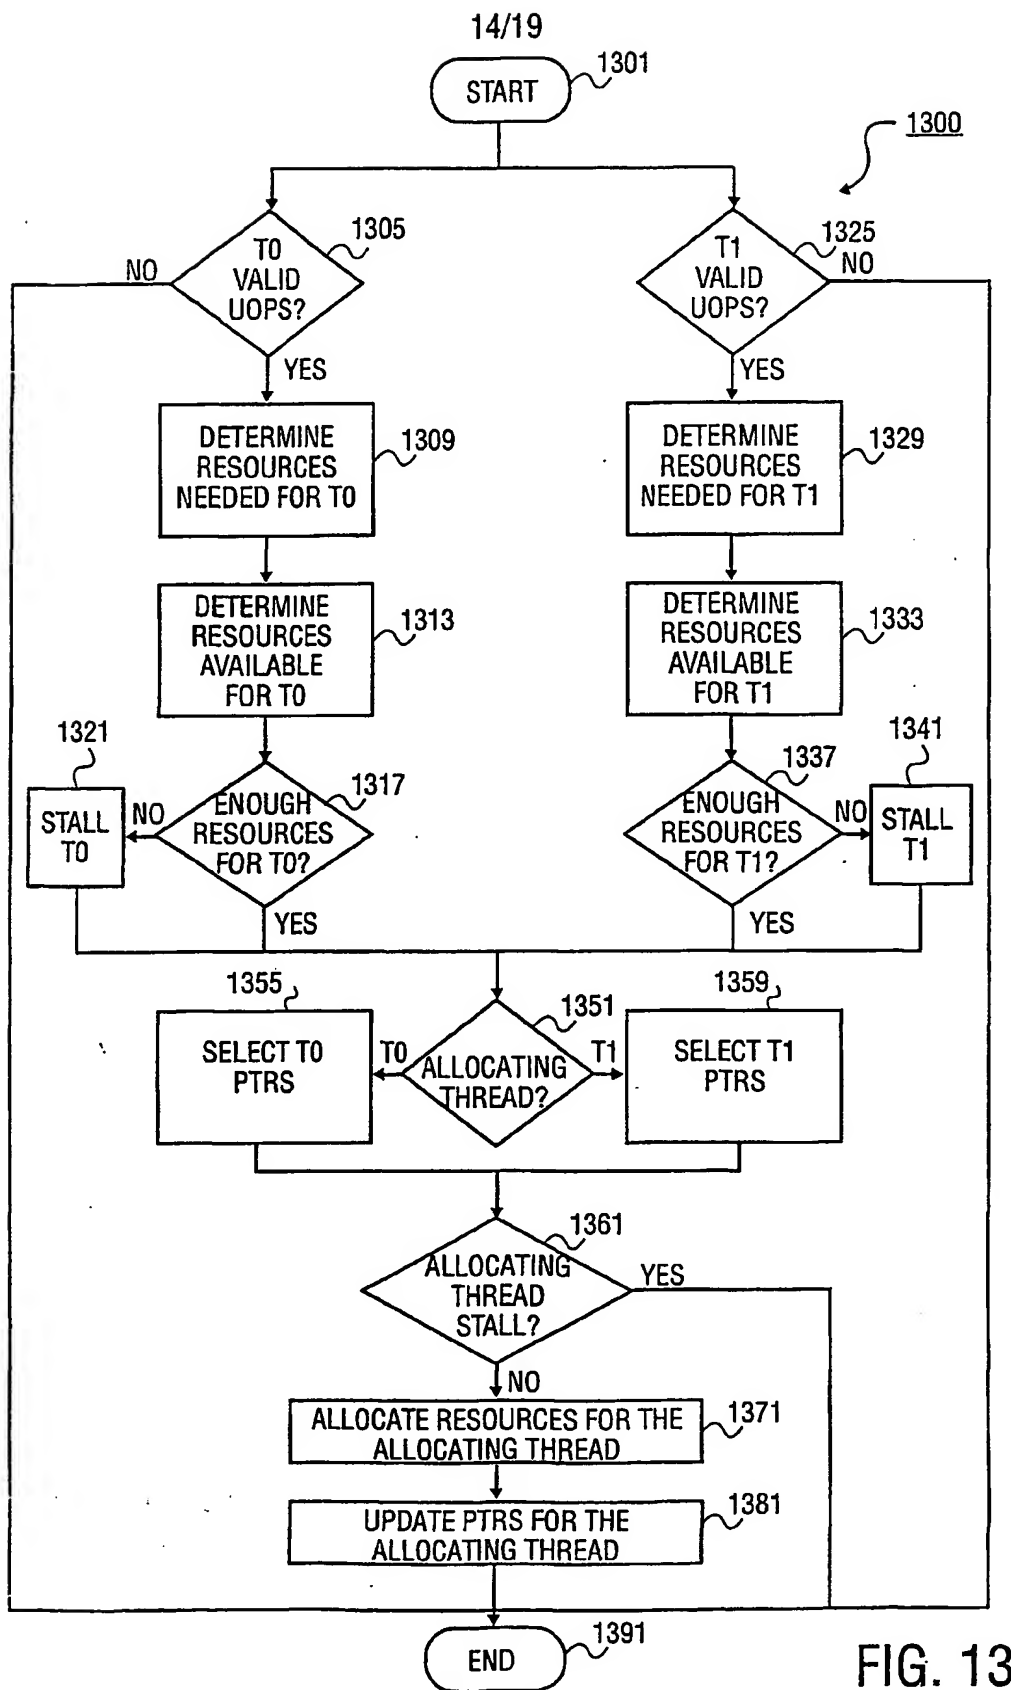 14/19
START
1301
1300
T0
VALID
UOPS?
1305
NO
YES
T1
VALID
UOPS?
1325
NO
YES
DETERMINE
RESOURCES
NEEDED FOR T0
1309
DETERMINE
RESOURCES
NEEDED FOR T1
1329
DETERMINE
RESOURCES
AVAILABLE
FOR T0
1313
DETERMINE
RESOURCES
AVAILABLE
FOR T1
1333
1321
STALL
T0
NO
ENOUGH
RESOURCES
FOR T0?
1317
YES
ENOUGH
RESOURCES
FOR T1?
1337
NO
YES
1341
STALL
T1
1355
SELECT T0
PTRS
T0
ALLOCATING
THREAD?
1351
T1
1359
SELECT T1
PTRS
ALLOCATING
THREAD
STALL?
1361
YES
NO
ALLOCATE RESOURCES FOR THE
ALLOCATING THREAD
1371
UPDATE PTRS FOR THE
ALLOCATING THREAD
1381
END
1391
FIG. 13